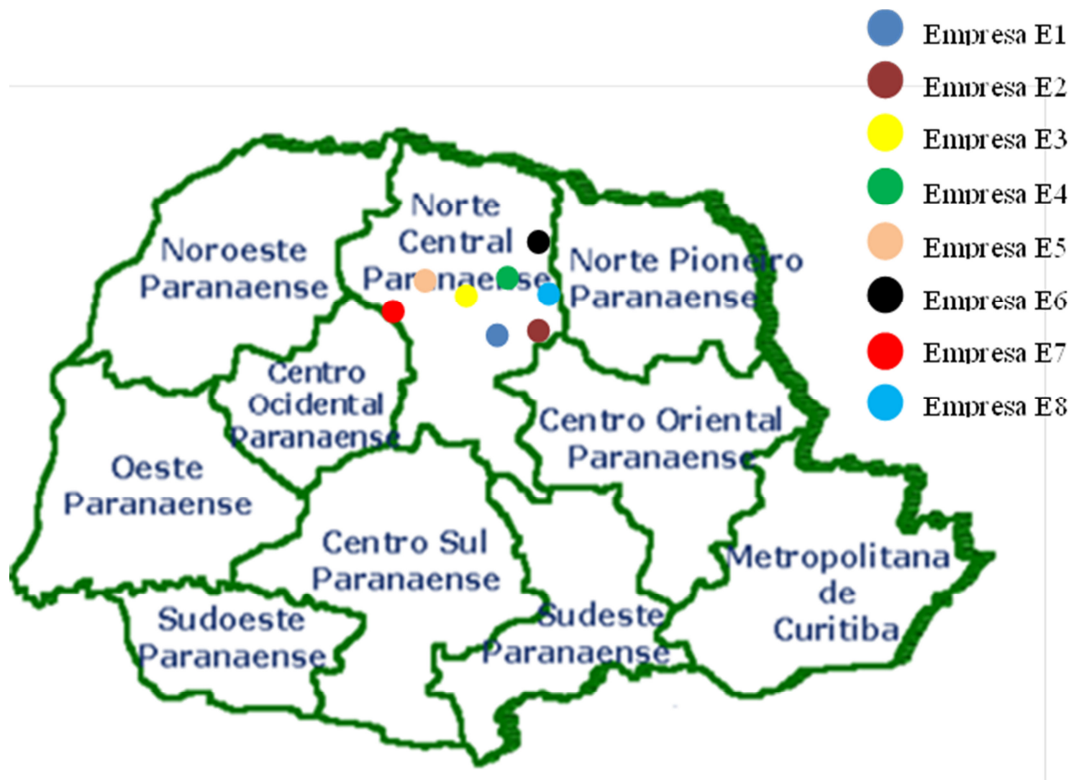 Empresa E1
Empresa E2
Empresa E3
Empresa E4
Empresa E5
Empresa E6
Empresa E7
Empresa E8
Norte
Central
Paranaense
Noroeste
Paranaense
Norte Pioneiro
Paranaense
Centro
Ocidental
Paranaense
Centro Oriental
Paranaense
Oeste
Paranaense
Centro Sul
Paranaense
Metropolitana
de
Curitiba
Sudoeste
Paranaense
Sudeste
Paranaense